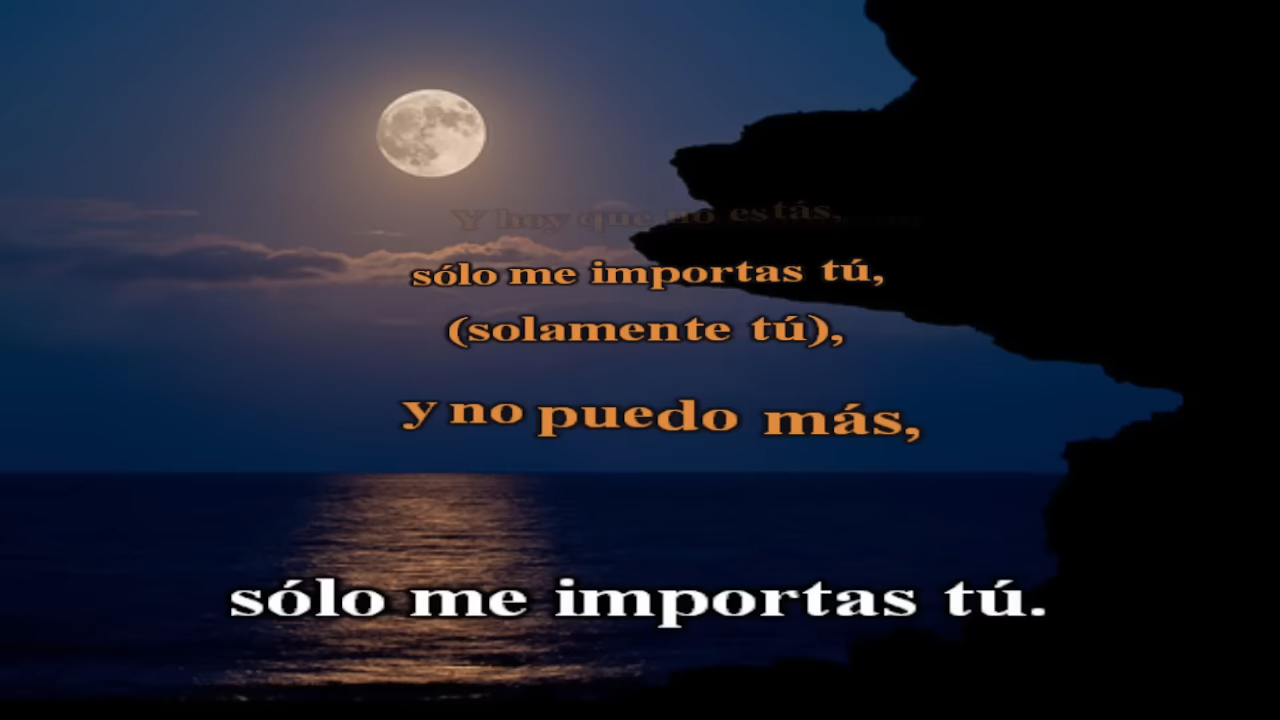 Y hoy que no estás,
sólo me importas tú,
(solamente tú),
y no puedo más,
sólo me importas tú.